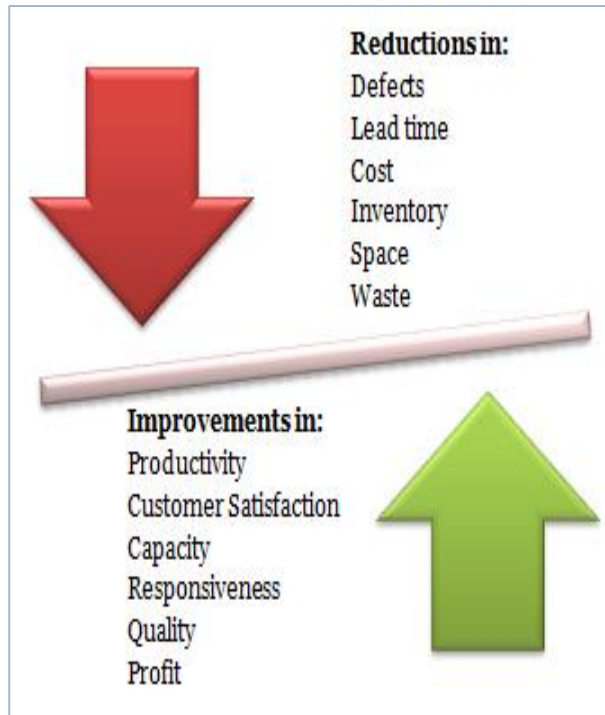 Reductions in:
Defects
Lead time
Cost
Inventory
Space
Waste
Improvements in:
Productivity
Customer Satisfaction
Capacity
Responsiveness
Quality
Profit